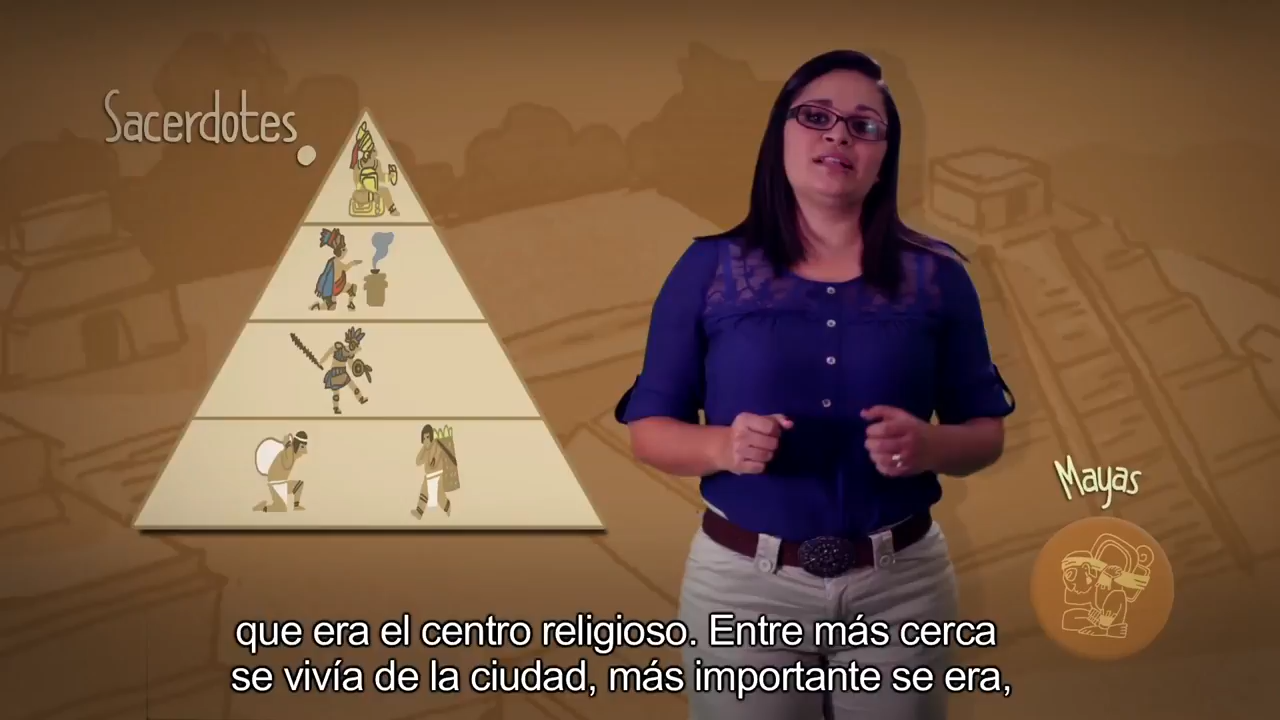 Sacerdotes
Mayas
que era el centro religioso. Entre más cerca
se vivía de la ciudad, más importante se era,